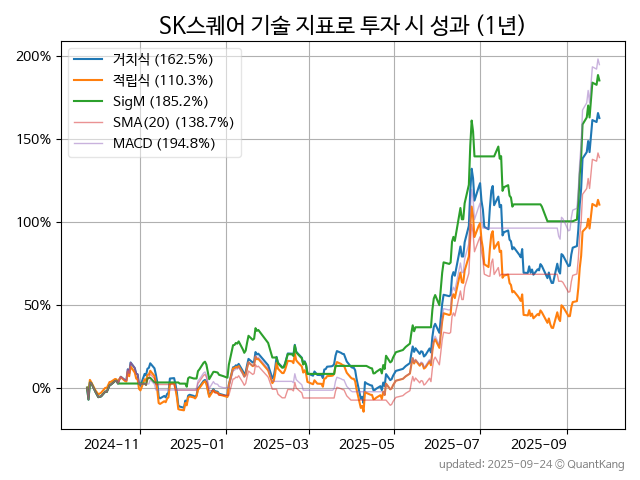 SK스퀘어 기술 지표로 투자 시 성과 (1년)
거치식 (162.5%)
적립식 (110.3%)
SigM (185.2%)
SMA(20) (138.7%)
MACD (194.8%)
200%
150%
100%
50%
0%
2024-11 2025-01 2025-03 2025-05 2025-07 2025-09
updated: 2025-09-24 © QuantKang